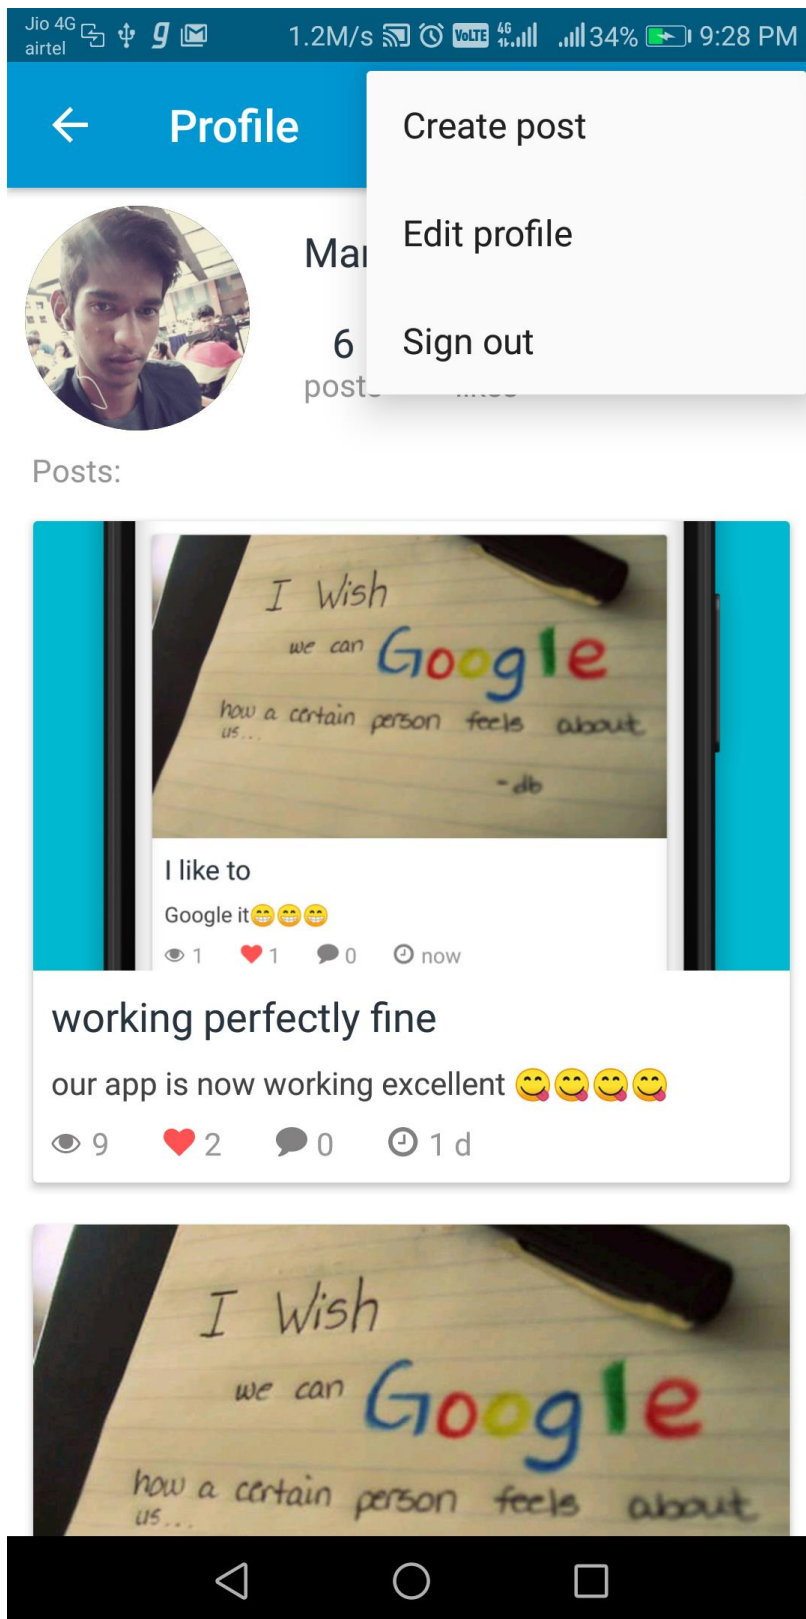 Jio 4G
airtel
1.2M/s
VoLTE
4G
34%
9:28 PM
Profile
Create post
Edit profile
Sign out
6
Posts:
I Wish
we can Google
how a certain person feels about
us...
-db
I like to
Google it😁😁😁
1 1 0 now
working perfectly fine
our app is now working excellent 😋😋😋😋
9 2 0 1 d
I Wish
we can Google
how a certain person feels about
us...